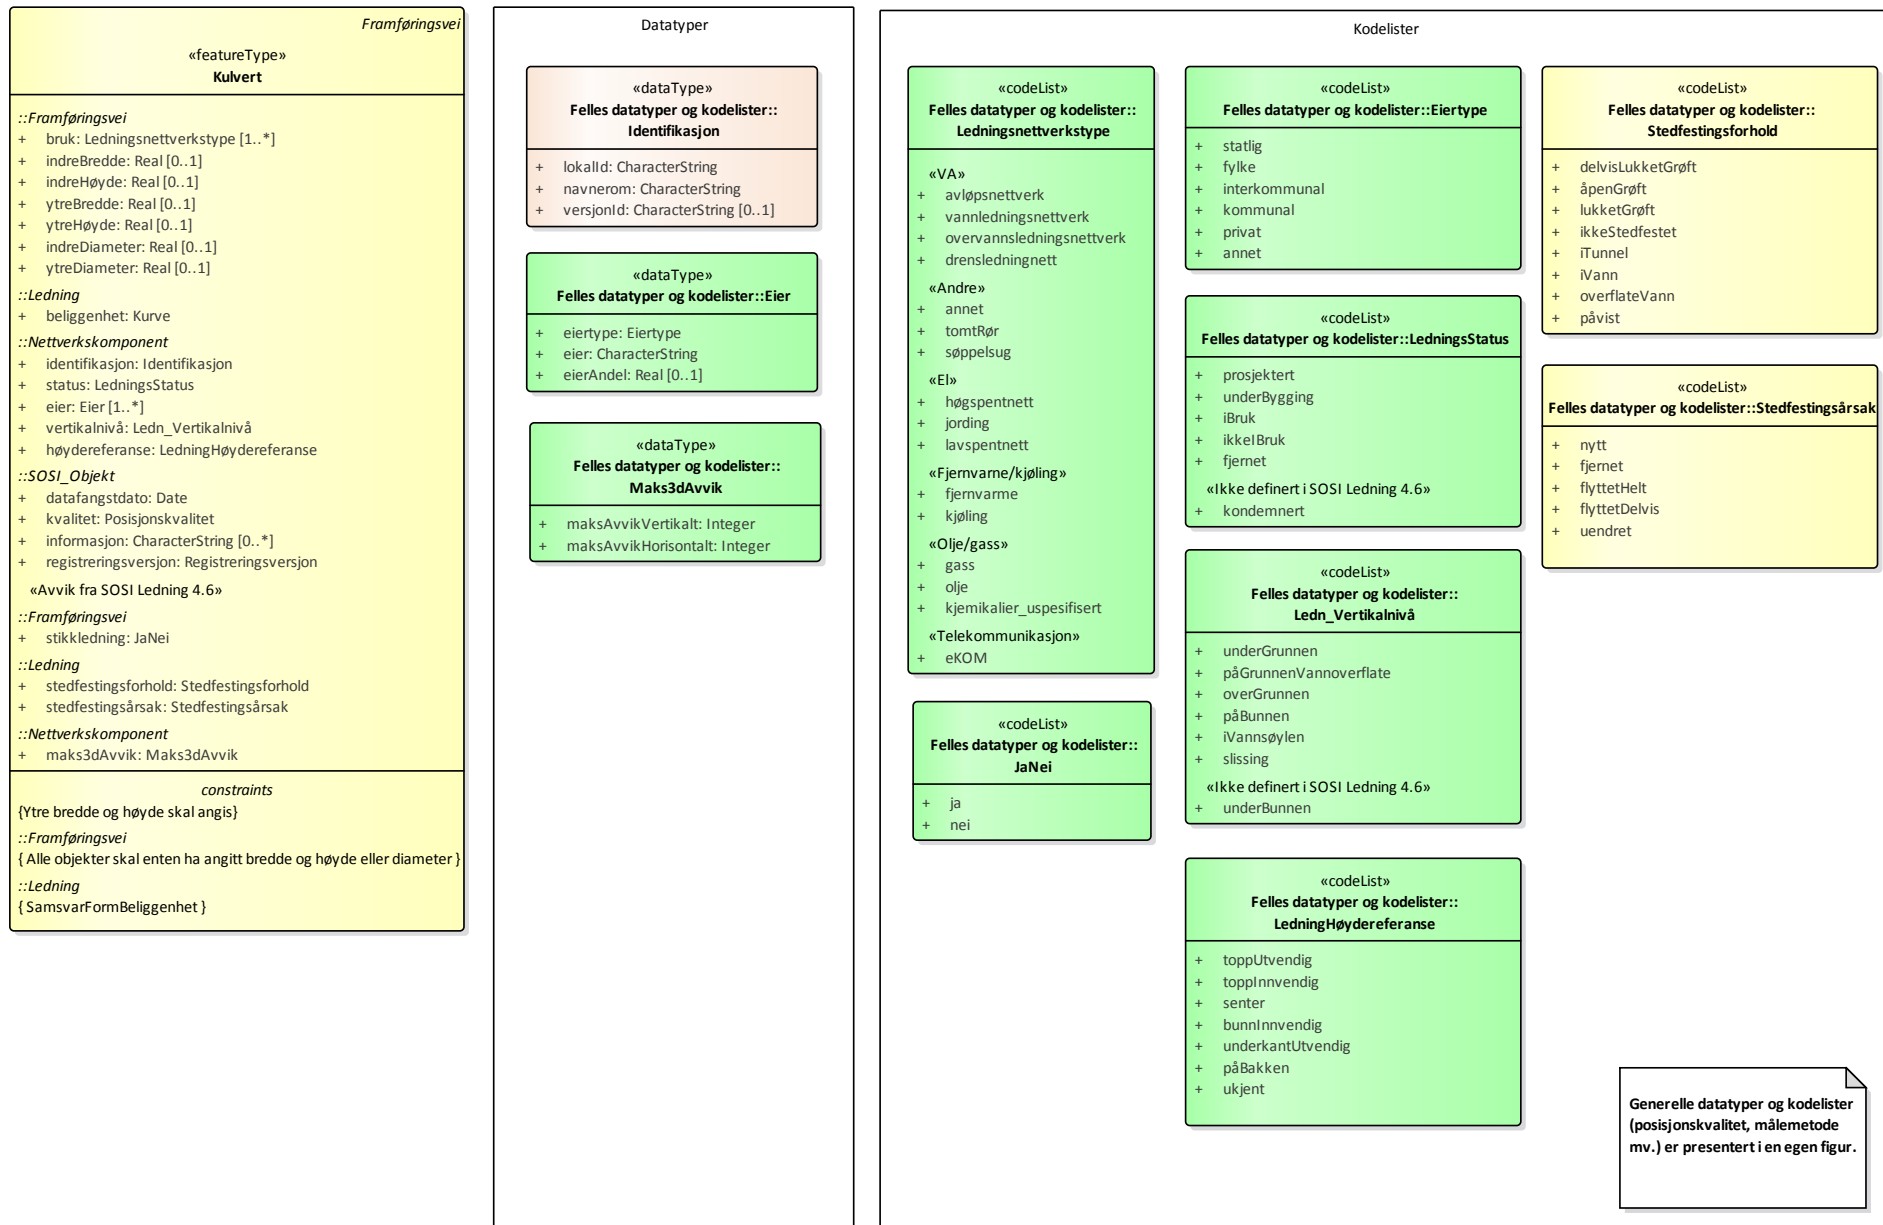 Framføringsvei
«featureType»
Kulvert
::Framføringsvei
+ bruk: Ledningsnettverkstype [1..*]
+ indreBredde: Real [0..1]
+ indreHøyde: Real [0..1]
+ ytreBredde: Real [0..1]
+ ytreHøyde: Real [0..1]
+ indreDiameter: Real [0..1]
+ ytreDiameter: Real [0..1]
::Ledning
+ beliggenhet: Kurve
::Nettverkskomponent
+ identifikasjon: Identifikasjon
+ status: LedningsStatus
+ eier: Eier [1..*]
+ vertikalnivå: Ledn_Vertikalnivå
+ høydereferanse: LedningHøydereferanse
::SOSI_Objekt
+ datafangstdato: Date
+ kvalitet: Posisjonskvalitet
+ informasjon: CharacterString [0..*]
+ registreringsversjon: Registreringsversjon
«Avvik fra SOSI Ledning 4.6»
::Framføringsvei
+ stikkledning: JaNei
::Ledning
+ stedfestingsforhold: Stedfestingsforhold
+ stedfestingsårsak: Stedfestingsårsak
::Nettverkskomponent
+ maks3dAvvik: Maks3dAvvik
constraints
{Ytre bredde og høyde skal angis}
::Framføringsvei
{ Alle objekter skal enten ha angitt bredde og høyde eller diameter }
::Ledning
{ SamsvarFormBeliggenhet }
Datatyper
«dataType»
Felles datatyper og kodelister::
Identifikasjon
+ lokalId: CharacterString
+ navnerom: CharacterString
+ versjonId: CharacterString [0..1]
«dataType»
Felles datatyper og kodelister::Eier
+ eiertype: Eiertype
+ eier: CharacterString
+ eierAndel: Real [0..1]
«dataType»
Felles datatyper og kodelister::
Maks3dAvvik
+ maksAvvikVertikalt: Integer
+ maksAvvikHorisontalt: Integer
Kodelister
«codeList»
Felles datatyper og kodelister::
Ledningsnettverkstype
«VA»
+ avløpsnettverk
+ vannledningsnettverk
+ overvannsledningsnettverk
+ drensledningnett
«Andre»
+ annet
+ tomtRør
+ søppelsug
«El»
+ høgspentnett
+ jording
+ lavspentnett
«Fjernvarne/kjøling»
+ fjernvarme
+ kjøling
«Olje/gass»
+ gass
+ olje
+ kjemikalier_uspesifisert
«Telekommunikasjon»
+ eKOM
«codeList»
Felles datatyper og kodelister::
JaNei
+ ja
+ nei
«codeList»
Felles datatyper og kodelister::Eiertype
+ statlig
+ fylke
+ interkommunal
+ kommunal
+ privat
+ annet
«codeList»
Felles datatyper og kodelister::LedningsStatus
+ prosjektert
+ underBygging
+ iBruk
+ ikkeIBruk
+ fjernet
«Ikke definert i SOSI Ledning 4.6»
+ kondemnert
«codeList»
Felles datatyper og kodelister::
Ledn_Vertikalnivå
+ underGrunnen
+ påGrunnenVannoverflate
+ overGrunnen
+ påBunnen
+ iVannsøylen
+ slissing
«Ikke definert i SOSI Ledning 4.6»
+ underBunnen
«codeList»
Felles datatyper og kodelister::
LedningHøydereferanse
+ toppUtvendig
+ toppInnvendig
+ senter
+ bunnInnvendig
+ underkantUtvendig
+ påBakken
+ ukjent
«codeList»
Felles datatyper og kodelister::
Stedfestingsforhold
+ delvisLukketGrøft
+ åpenGrøft
+ lukketGrøft
+ ikkeStedfestet
+ iTunnel
+ iVann
+ overflateVann
+ påvist
«codeList»
Felles datatyper og kodelister::Stedfestingsårsak
+ nytt
+ fjernet
+ flyttetHelt
+ flyttetDelvis
+ uendret
Generelle datatyper og kodelister
(posisjonskvalitet, målemetode
mv.) er presentert i en egen figur.